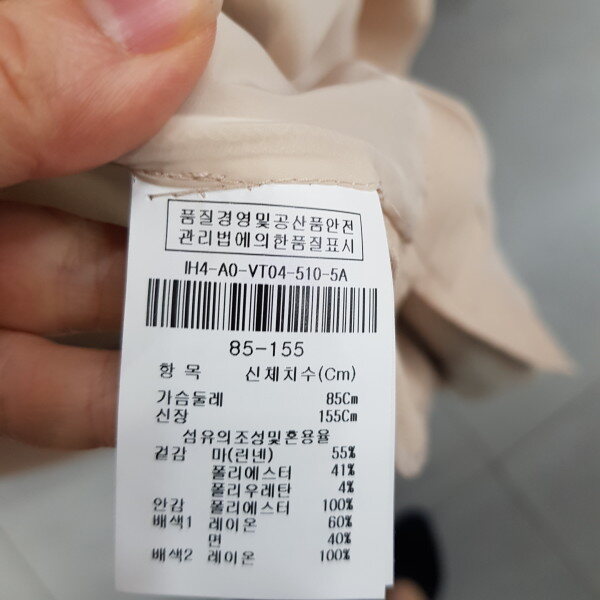 품질경영및공산품안전
관리법에의한품질표시
IH4-A0-VT04-510-5A
85-155
항 목 신체치수(Cm)
가슴둘레 85Cm
신장 155Cm
섬유의조성및혼용율
겉감 마(린넨) 55%
폴리에스터 41%
폴리우레탄 4%
안감 폴리에스터 100%
배색1 레이온 60%
면 40%
배색2 레이온 100%